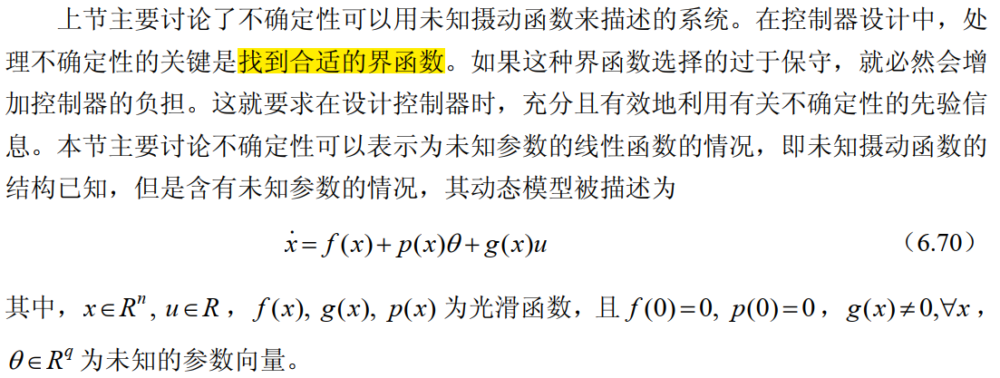 上节主要讨论了不确定性可以用未知摄动函数来描述的系统。在控制器设计中，处
理不确定性的关键是找到合适的界函数。如果这种界函数选择的过于保守，就必然会增
加控制器的负担。这就要求在设计控制器时，充分且有效地利用有关不确定性的先验信
息。本节主要讨论不确定性可以表示为未知参数的线性函数的情况，即未知摄动函数的
结构已知，但是含有未知参数的情况，其动态模型被描述为
ẋ = f(x) + p(x)θ + g(x)u （6.70）
其中，x∈Rⁿ, u∈R，f(x), g(x), p(x) 为光滑函数，且 f(0)=0, p(0)=0，g(x)≠0,∀x，
θ∈R^q 为未知的参数向量。